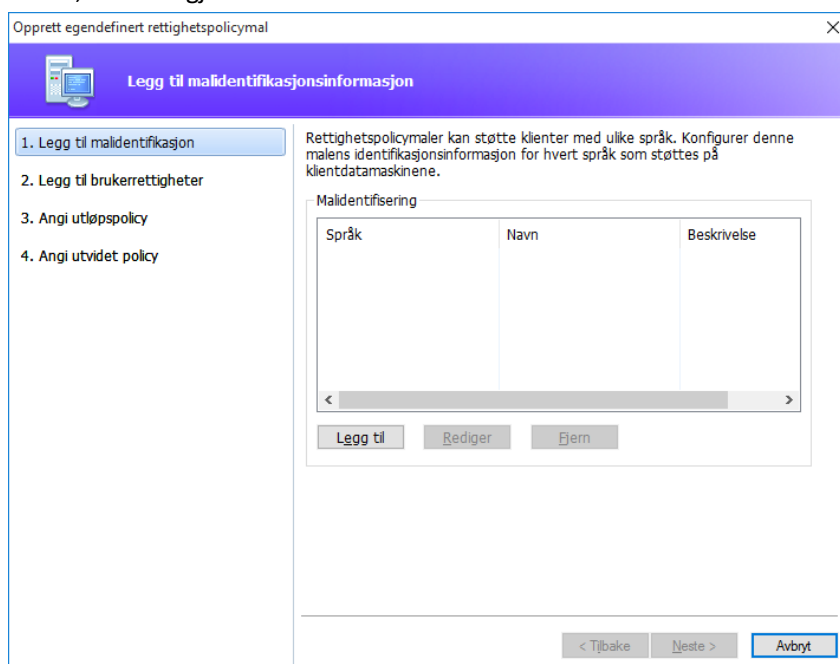 Opprett egendefinert rettighetspolicymal
Legg til malidentifikasjonsinformasjon
1. Legg til malidentifikasjon
2. Legg til brukerrettigheter
3. Angi utløpspolicy
4. Angi utvidet policy
Rettighetspolicymaler kan støtte klienter med ulike språk. Konfigurer denne
malens identifikasjonsinformasjon for hvert språk som støttes på
klientdatamaskinene.
Malidentifisering
Språk Navn Beskrivelse
Legg til Rediger Fjern
< Tilbake Neste > Avbryt